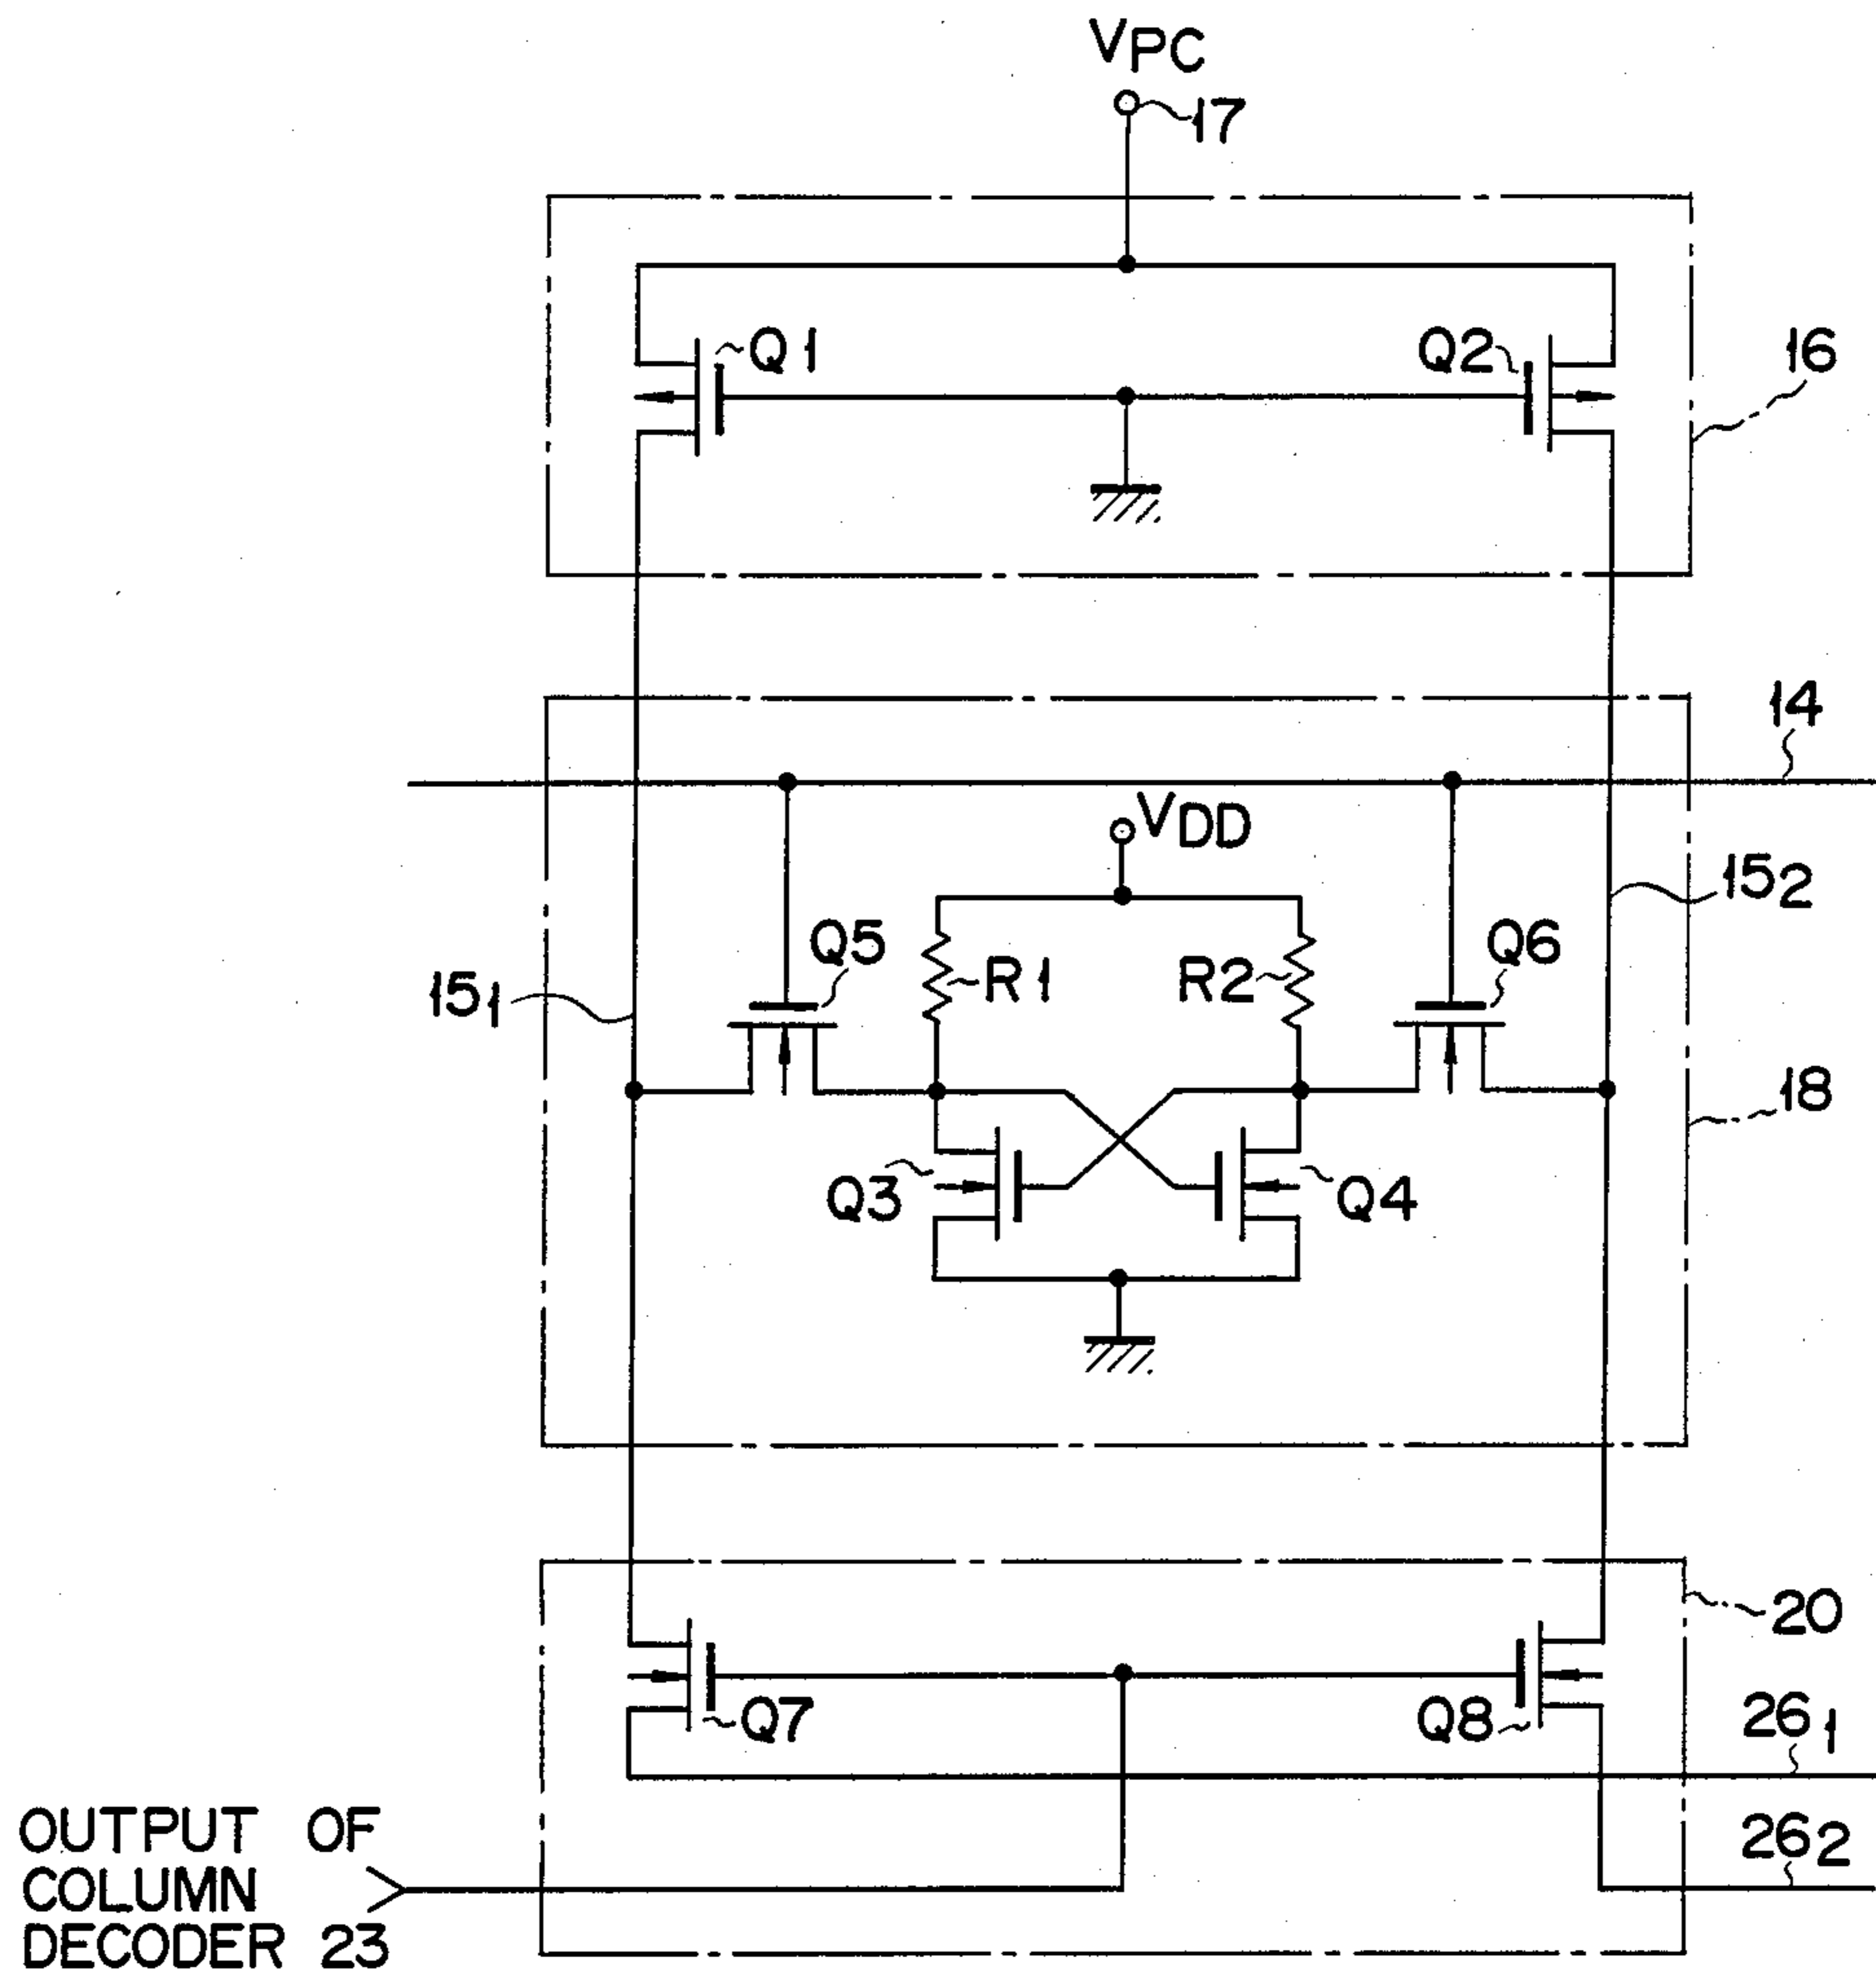 VPC
17
Q1
Q2
16
14
VDD
15₂
Q5
Q6
R1
R2
15₁
18
Q3
Q4
20
Q7
Q8
26₁
26₂
OUTPUT OF
COLUMN
DECODER 23